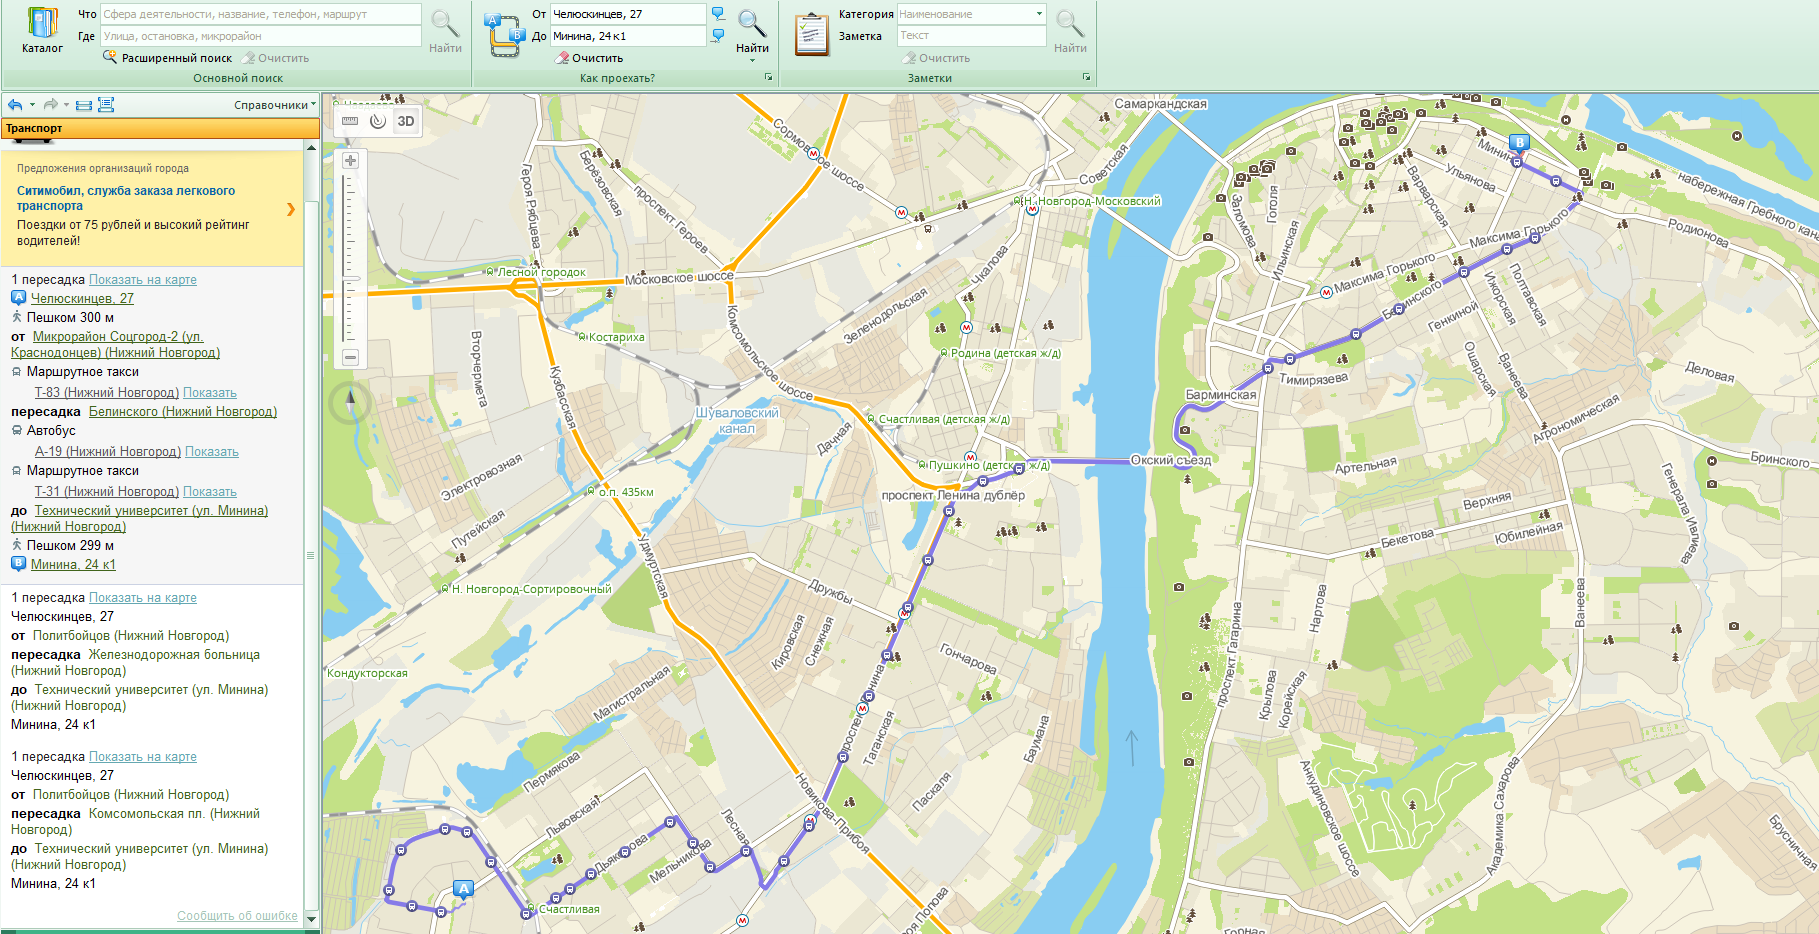 Что
Сфера деятельности, название, телефон, маршрут
Где
Улица, остановка, микрорайон
Каталог
Найти
Расширенный поиск
Очистить
Основной поиск
От
Челюскинцев, 27
До
Минина, 24 к1
Найти
Очистить
Как проехать?
Категория
Наименование
Заметка
Текст
Найти
Очистить
Заметки
Справочники
Транспорт
Предложения организаций города
Ситимобил, служба заказа легкового
транспорта
Поездки от 75 рублей и высокий рейтинг
водителей!
1 пересадка Показать на карте
A Челюскинцев, 27
Пешком 300 м
от Микрорайон Соцгород-2 (ул.
Краснодонцев) (Нижний Новгород)
Маршрутное такси
Т-83 (Нижний Новгород) Показать
пересадка Белинского (Нижний Новгород)
Автобус
А-19 (Нижний Новгород) Показать
Маршрутное такси
Т-31 (Нижний Новгород) Показать
до Технический университет (ул. Минина)
(Нижний Новгород)
Пешком 299 м
B Минина, 24 к1
1 пересадка Показать на карте
Челюскинцев, 27
от Политбойцов (Нижний Новгород)
пересадка Железнодорожная больница
(Нижний Новгород)
до Технический университет (ул. Минина)
(Нижний Новгород)
Минина, 24 к1
1 пересадка Показать на карте
Челюскинцев, 27
от Политбойцов (Нижний Новгород)
пересадка Комсомольская пл. (Нижний
Новгород)
до Технический университет (ул. Минина)
(Нижний Новгород)
Минина, 24 к1
Сообщить об ошибке
3D
Самаркандская
Сормовское шоссе
Советская
Героя Рябцева
Берёзовская
проспект Героев
Н. Новгород-Московский
Лесной городок
Московское шоссе
Чкалова
Зеленодольская
Костариха
Вторчермета
Кузбасская
Комсомольское шоссе
Родина (детская ж/д)
Шуваловский
канал
Дачная
Счастливая (детская ж/д)
Пушкино (детская ж/д)
Электровозная
о.п. 435км
Путейская
проспект Ленина дублёр
Удмуртская
Н. Новгород-Сортировочный
Дружбы
Кировская
Снежная
Гончарова
проспект Ленина
Кондукторская
Магистральная
Таганская
Баумана
Пермякова
Паская
Новикова-Прибоя
Львовская
Лесная
Дьяконова
Мельникова
Счастливая
A
Попова
B
Минина
Ульянова
Варварская
набережная Гребного кан
Гоголя
Заломова
Ильинская
Максима Горького
Родионова
Максима Горького
Белинского
Ижорская
Полтавская
Генкиной
Ошарская
Ванеева
Деловая
Тимирязева
Барминская
Агрономическая
Окский съезд
Артельная
Бринского
Генерала Ивлиева
Верхняя
Юбилейная
Бекетова
Нартова
проспект Гагарина
Ванеева
Крылова
Корейская
Анкудиновское шоссе
Академика Сахарова
Брусничная
Горная